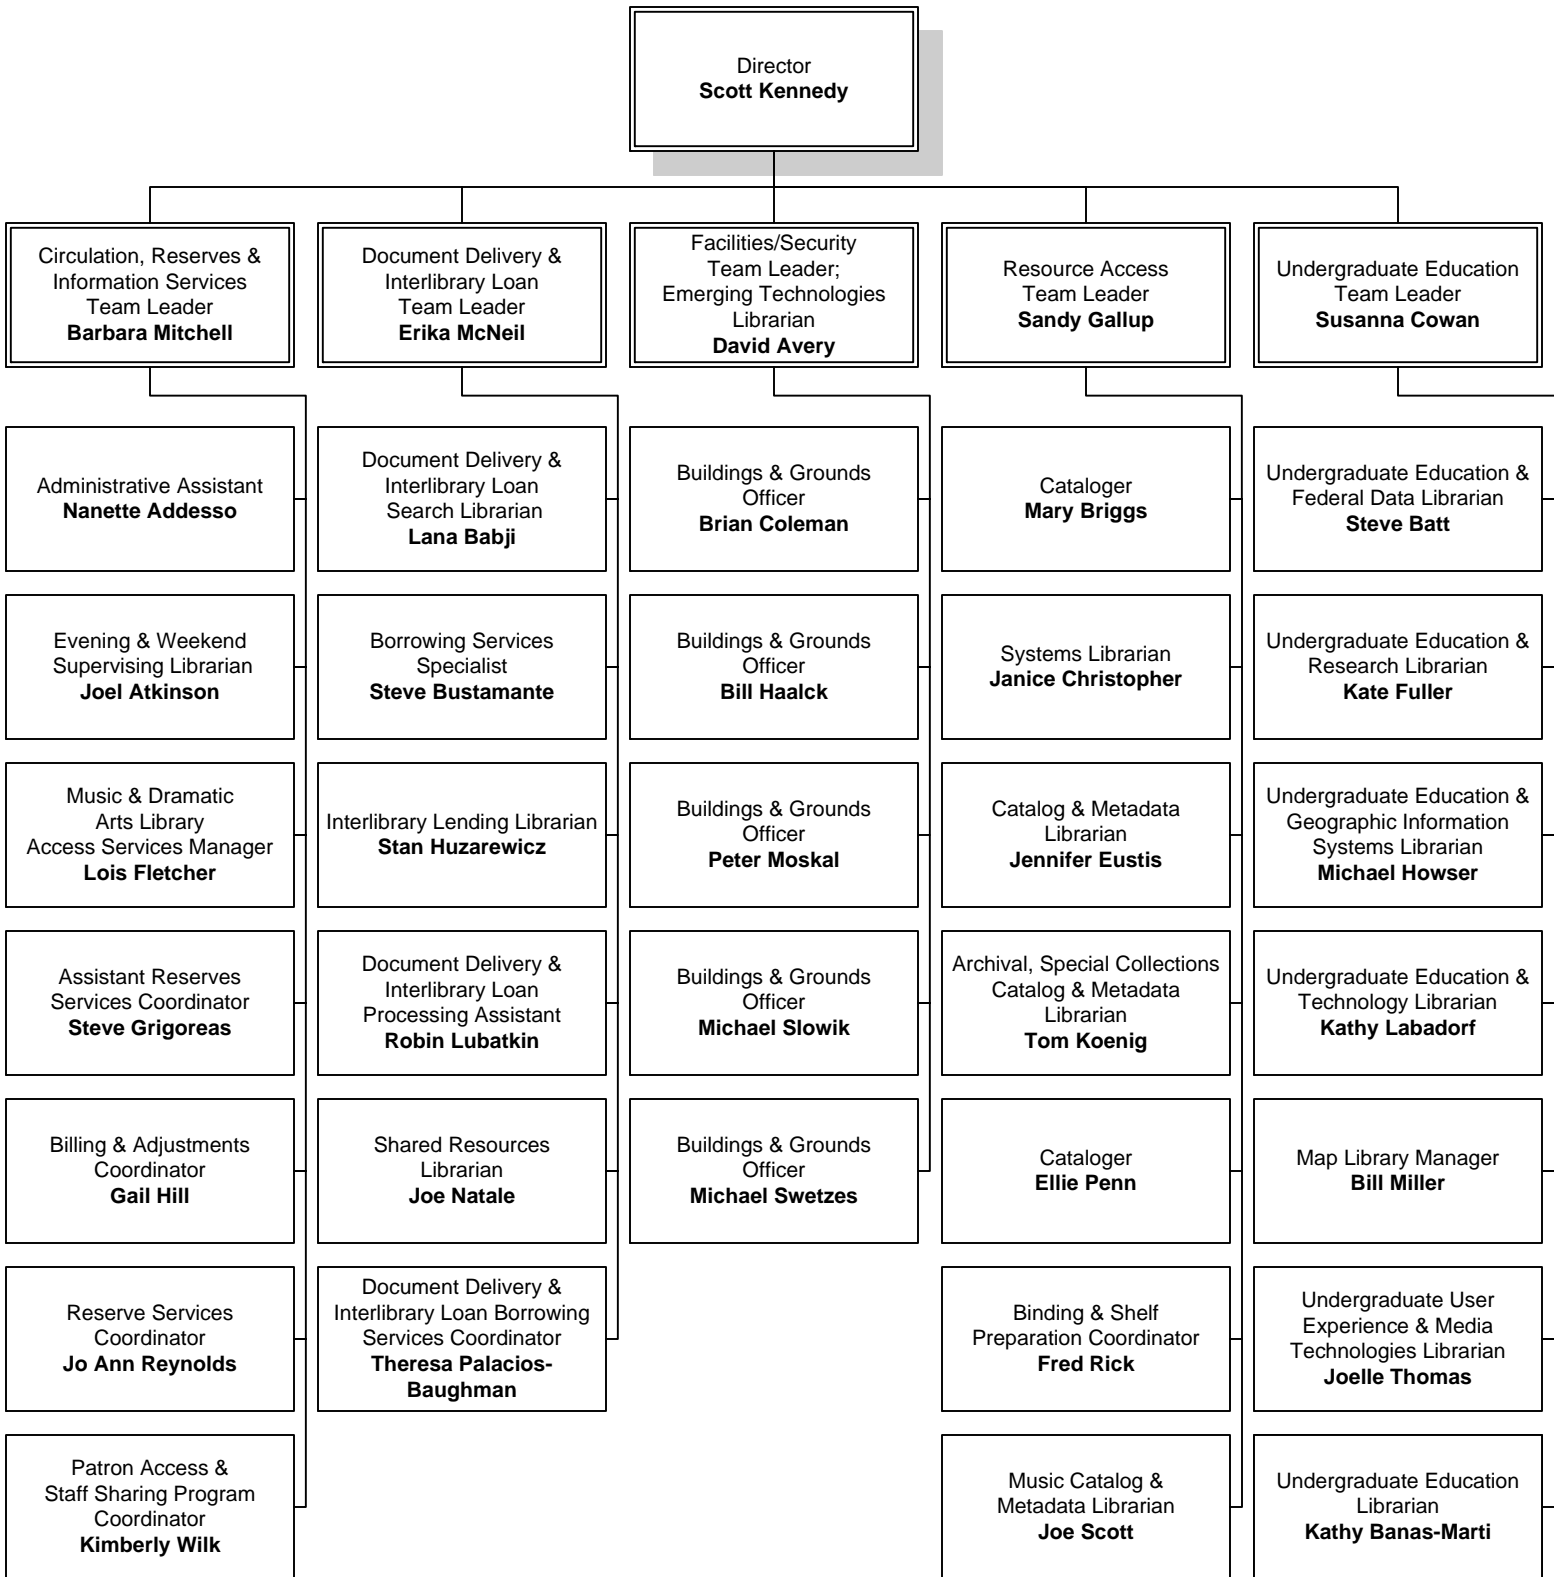 Director
Scott Kennedy
Circulation, Reserves &
Information Services
Team Leader
Barbara Mitchell
Document Delivery &
Interlibrary Loan
Team Leader
Erika McNeil
Facilities/Security
Team Leader;
Emerging Technologies
Librarian
David Avery
Resource Access
Team Leader
Sandy Gallup
Undergraduate Education
Team Leader
Susanna Cowan
Administrative Assistant
Nanette Addesso
Document Delivery &
Interlibrary Loan
Search Librarian
Lana Babji
Buildings & Grounds
Officer
Brian Coleman
Cataloger
Mary Briggs
Undergraduate Education &
Federal Data Librarian
Steve Batt
Evening & Weekend
Supervising Librarian
Joel Atkinson
Borrowing Services
Specialist
Steve Bustamante
Buildings & Grounds
Officer
Bill Haalck
Systems Librarian
Janice Christopher
Undergraduate Education &
Research Librarian
Kate Fuller
Music & Dramatic
Arts Library
Access Services Manager
Lois Fletcher
Interlibrary Lending Librarian
Stan Huzarewicz
Buildings & Grounds
Officer
Peter Moskal
Catalog & Metadata
Librarian
Jennifer Eustis
Undergraduate Education &
Geographic Information
Systems Librarian
Michael Howser
Assistant Reserves
Services Coordinator
Steve Grigoreas
Document Delivery &
Interlibrary Loan
Processing Assistant
Robin Lubatkin
Buildings & Grounds
Officer
Michael Slowik
Archival, Special Collections
Catalog & Metadata
Librarian
Tom Koenig
Undergraduate Education &
Technology Librarian
Kathy Labadorf
Billing & Adjustments
Coordinator
Gail Hill
Shared Resources
Librarian
Joe Natale
Buildings & Grounds
Officer
Michael Swetzes
Cataloger
Ellie Penn
Map Library Manager
Bill Miller
Reserve Services
Coordinator
Jo Ann Reynolds
Document Delivery &
Interlibrary Loan Borrowing
Services Coordinator
Theresa Palacios-
Baughman
Binding & Shelf
Preparation Coordinator
Fred Rick
Undergraduate User
Experience & Media
Technologies Librarian
Joelle Thomas
Patron Access &
Staff Sharing Program
Coordinator
Kimberly Wilk
Music Catalog &
Metadata Librarian
Joe Scott
Undergraduate Education
Librarian
Kathy Banas-Marti